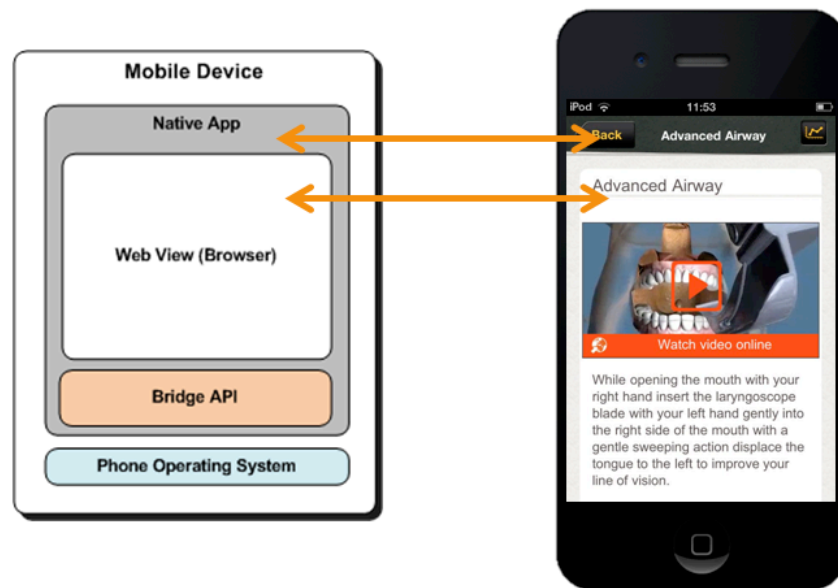 Mobile Device
Native App
Web View (Browser)
Bridge API
Phone Operating System
iPod 11:53
Back Advanced Airway
Advanced Airway
Watch video online
While opening the mouth with your
right hand insert the laryngoscope
blade with your left hand gently into
the right side of the mouth with a
gentle sweeping action displace the
tongue to the left to improve your
line of vision.